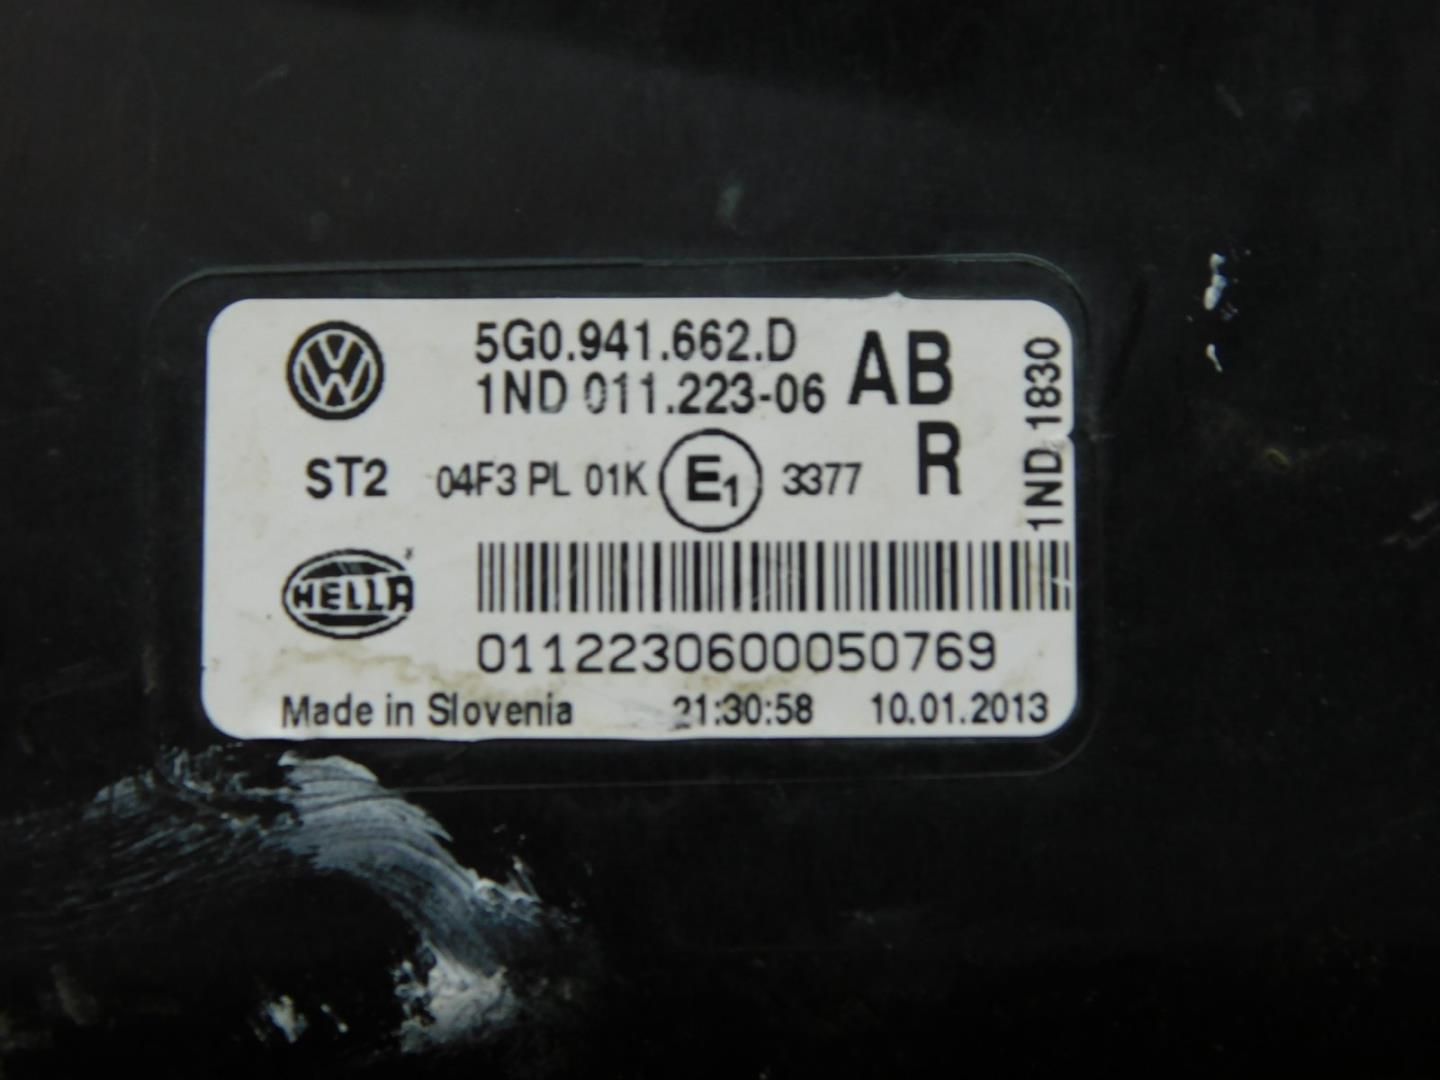 5G0.941.662.D AB
1ND 011.223-06
ST2 04F3 PL 01K E1 3377 R
1ND 1830
HELLA
0112230600050769
Made in Slovenia 21:30:58 10.01.2013